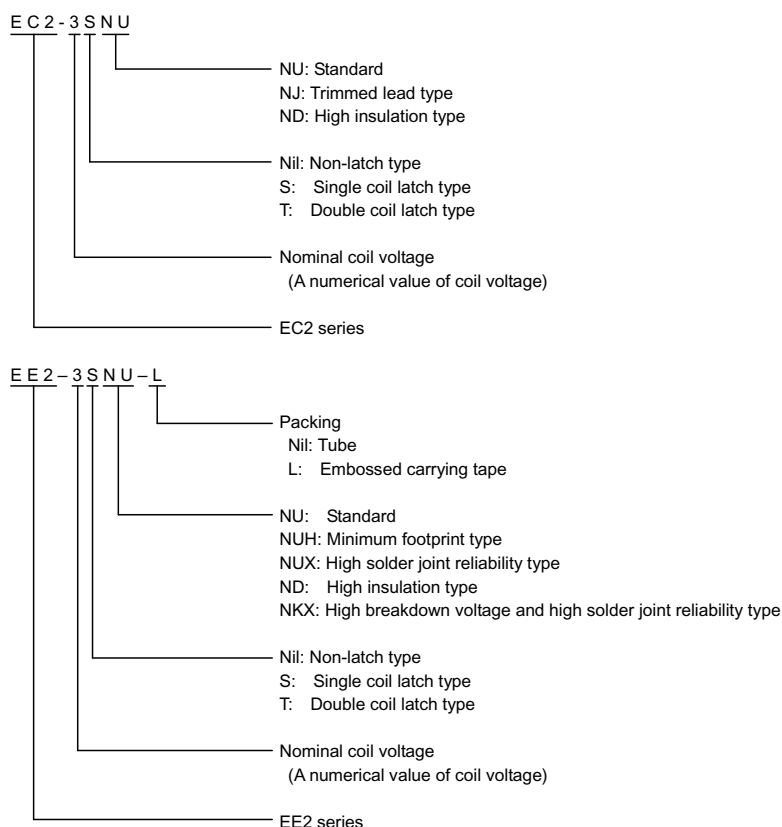 EC2-3SNU
NU: Standard
NJ: Trimmed lead type
ND: High insulation type
Nil: Non-latch type
S: Single coil latch type
T: Double coil latch type
Nominal coil voltage
(A numerical value of coil voltage)
EC2 series
EE2–3SNU–L
Packing
Nil: Tube
L: Embossed carrying tape
NU: Standard
NUH: Minimum footprint type
NUX: High solder joint reliability type
ND: High insulation type
NKX: High breakdown voltage and high solder joint reliability type
Nil: Non-latch type
S: Single coil latch type
T: Double coil latch type
Nominal coil voltage
(A numerical value of coil voltage)
EE2 series